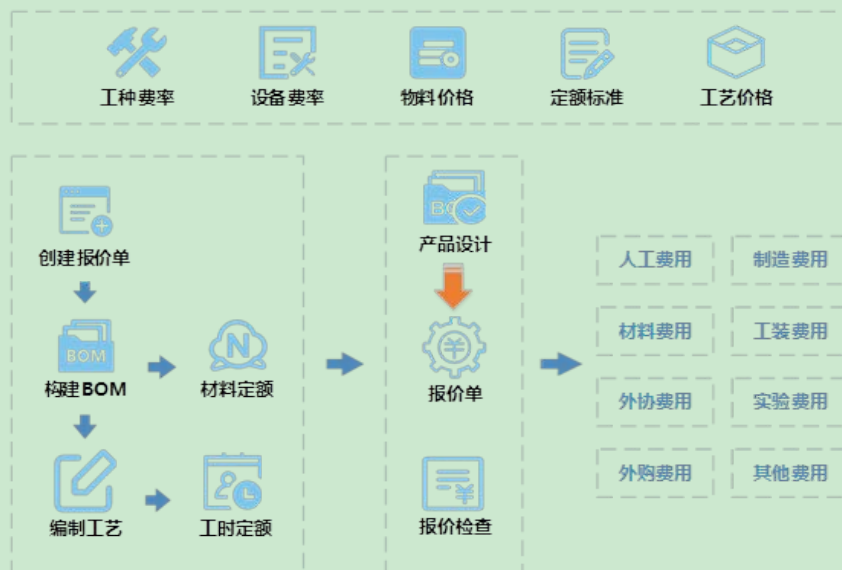 工种费率
设备费率
物料价格
定额标准
工艺价格
创建报价单
BOM
构建BOM
N
材料定额
编制工艺
工时定额
BO
产品设计
报价单
报价检查
人工费用
制造费用
材料费用
工装费用
外协费用
实验费用
外购费用
其他费用